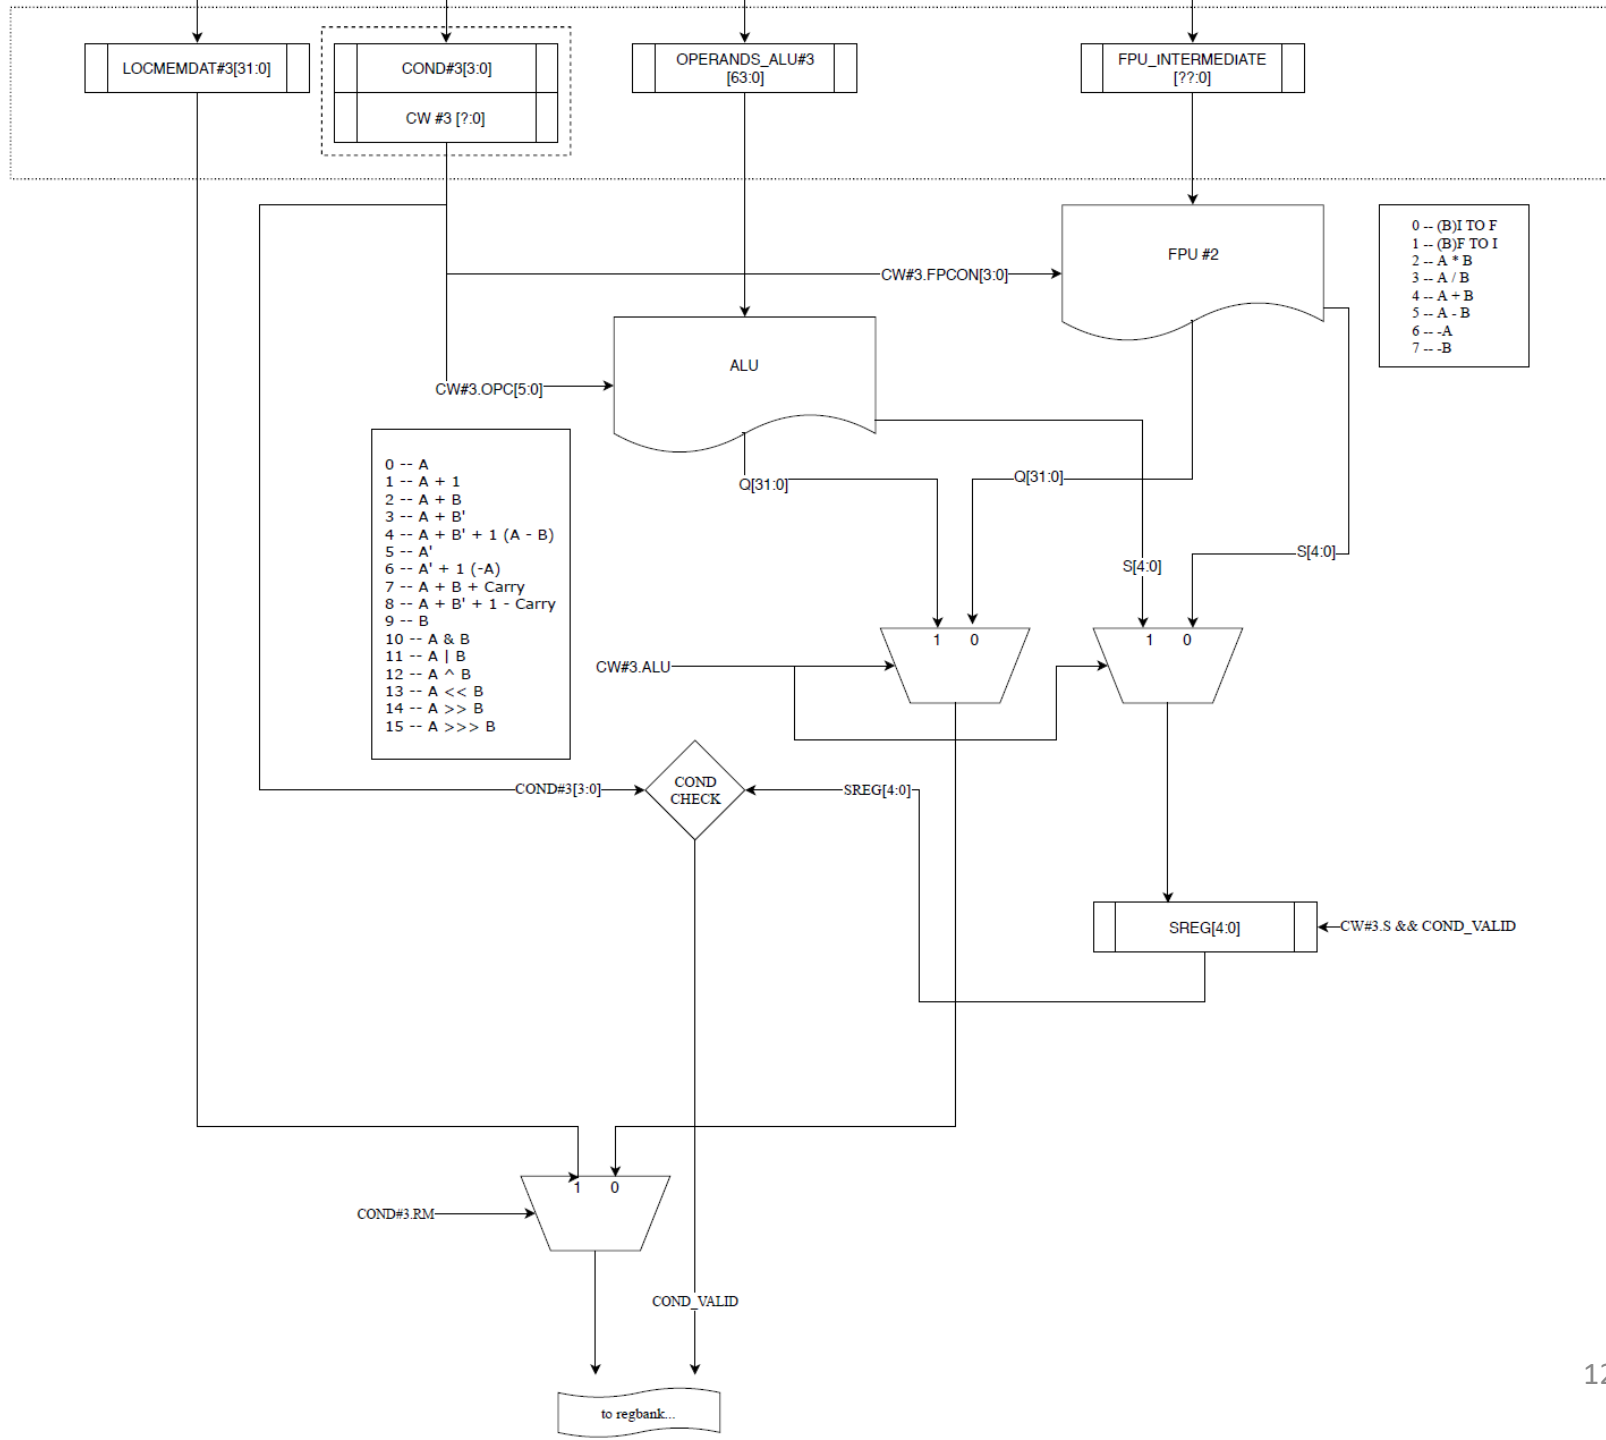 LOCMEMDAT#3[31:0]
COND#3[3:0]
CW #3 [?:0]
OPERANDS_ALU#3
[63:0]
FPU_INTERMEDIATE
[??:0]
FPU #2
0 -- (B)I TO F
1 -- (B)F TO I
2 -- A * B
3 -- A / B
4 -- A + B
5 -- A - B
6 -- -A
7 -- -B
CW#3.FPCON[3:0]
ALU
CW#3.OPC[5:0]
0 -- A
1 -- A + 1
2 -- A + B
3 -- A + B'
4 -- A + B' + 1 (A - B)
5 -- A'
6 -- A' + 1 (-A)
7 -- A + B + Carry
8 -- A + B' + 1 - Carry
9 -- B
10 -- A & B
11 -- A | B
12 -- A ^ B
13 -- A << B
14 -- A >> B
15 -- A >>> B
Q[31:0]
Q[31:0]
S[4:0]
S[4:0]
1 0
1 0
CW#3.ALU
COND#3[3:0]
COND
CHECK
SREG[4:0]
SREG[4:0]
CW#3.S && COND_VALID
1 0
COND#3.RM
COND_VALID
to regbank...
12